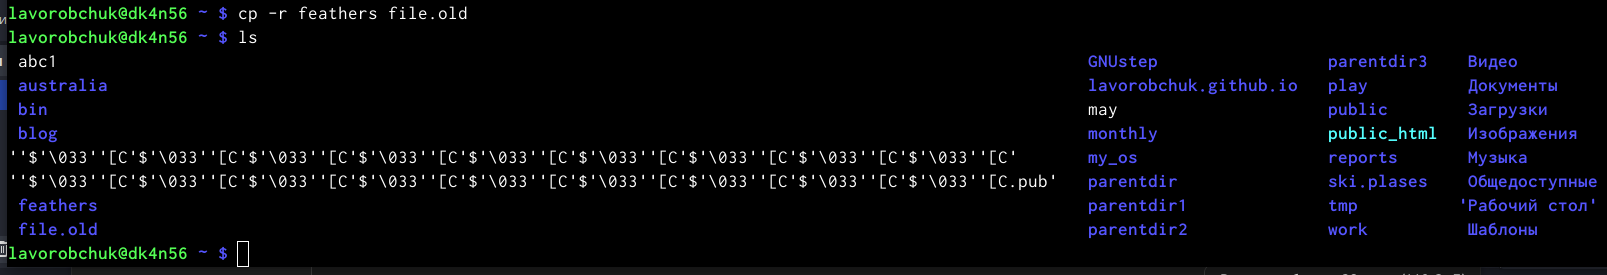 lavorobchuk@dk4n56 ~ $ cp -r feathers file.old
lavorobchuk@dk4n56 ~ $ ls
abc1 GNUstep parentdir3 Видео
australia lavorobchuk.github.io play Документы
bin may public Загрузки
blog monthly public_html Изображения
''$'\033''[C'$'\033''[C'$'\033''[C'$'\033''[C'$'\033''[C'$'\033''[C'$'\033''[C'$'\033''[C'$'\033''[C' my_os reports Музыка
''$'\033''[C'$'\033''[C'$'\033''[C'$'\033''[C'$'\033''[C'$'\033''[C'$'\033''[C'$'\033''[C'$'\033''[C.pub' parentdir ski.plases Общедоступные
feathers parentdir1 tmp 'Рабочий стол'
file.old parentdir2 work Шаблоны
lavorobchuk@dk4n56 ~ $